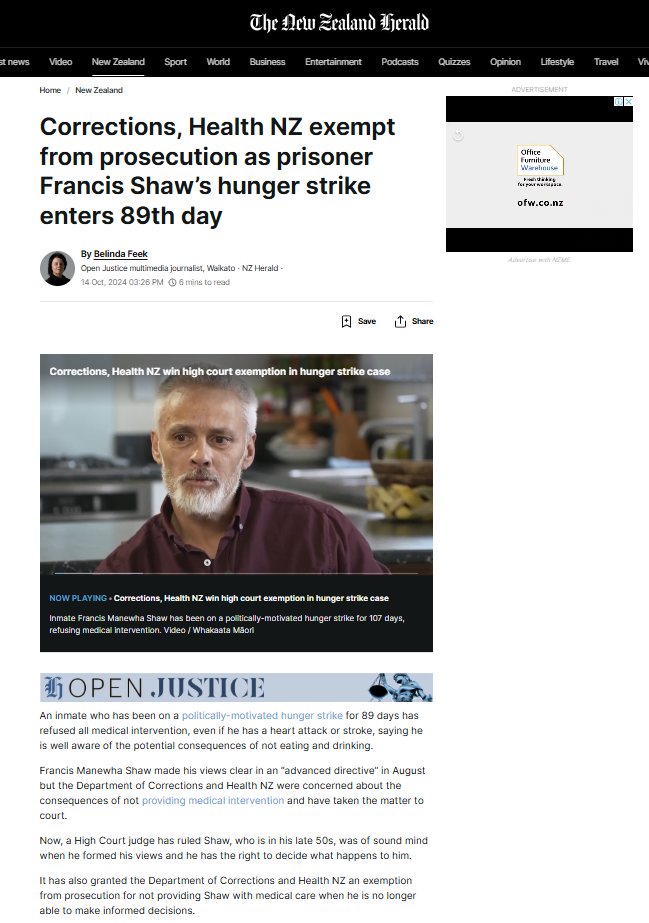 The New Zealand Herald
st news Video New Zealand Sport World Business Entertainment Podcasts Quizzes Opinion Lifestyle Travel Viv
Home / New Zealand
Corrections, Health NZ exempt
from prosecution as prisoner
Francis Shaw's hunger strike
enters 89th day
By Belinda Feek
Open Justice multimedia journalist, Waikato · NZ Herald ·
14 Oct, 2024 03:26 PM 6 mins to read
Save Share
ADVERTISEMENT
Office
Furniture
Warehouse
Fresh thinking
for your workspace.
ofw.co.nz
Advertise with NZME.
Corrections, Health NZ win high court exemption in hunger strike case
NOW PLAYING • Corrections, Health NZ win high court exemption in hunger strike case
Inmate Francis Manewha Shaw has been on a politically-motivated hunger strike for 107 days,
refusing medical intervention. Video / Whakaata Māori
OPEN JUSTICE
An inmate who has been on a politically-motivated hunger strike for 89 days has
refused all medical intervention, even if he has a heart attack or stroke, saying he
is well aware of the potential consequences of not eating and drinking.
Francis Manewha Shaw made his views clear in an “advanced directive” in August
but the Department of Corrections and Health NZ were concerned about the
consequences of not providing medical intervention and have taken the matter to
court.
Now, a High Court judge has ruled Shaw, who is in his late 50s, was of sound mind
when he formed his views and he has the right to decide what happens to him.
It has also granted the Department of Corrections and Health NZ an exemption
from prosecution for not providing Shaw with medical care when he is no longer
able to make informed decisions.